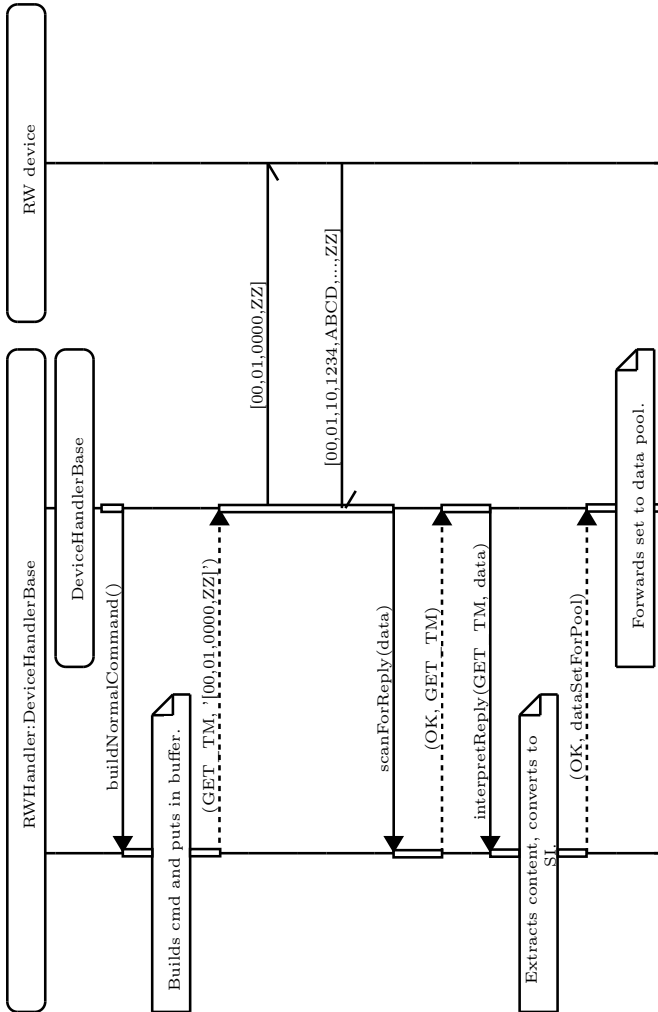 RWHandler:DeviceHandlerBase
RW device
DeviceHandlerBase
buildNormalCommand()
Builds cmd and puts in buffer.
(GET_TM, '[00,01,0000,ZZ]')
[00,01,0000,ZZ]
[00,01,10,1234,ABCD,...,ZZ]
scanForReply(data)
(OK, GET_TM)
interpretReply(GET_TM, data)
Extracts content, converts to
SI.
(OK, dataSetForPool)
Forwards set to data pool.